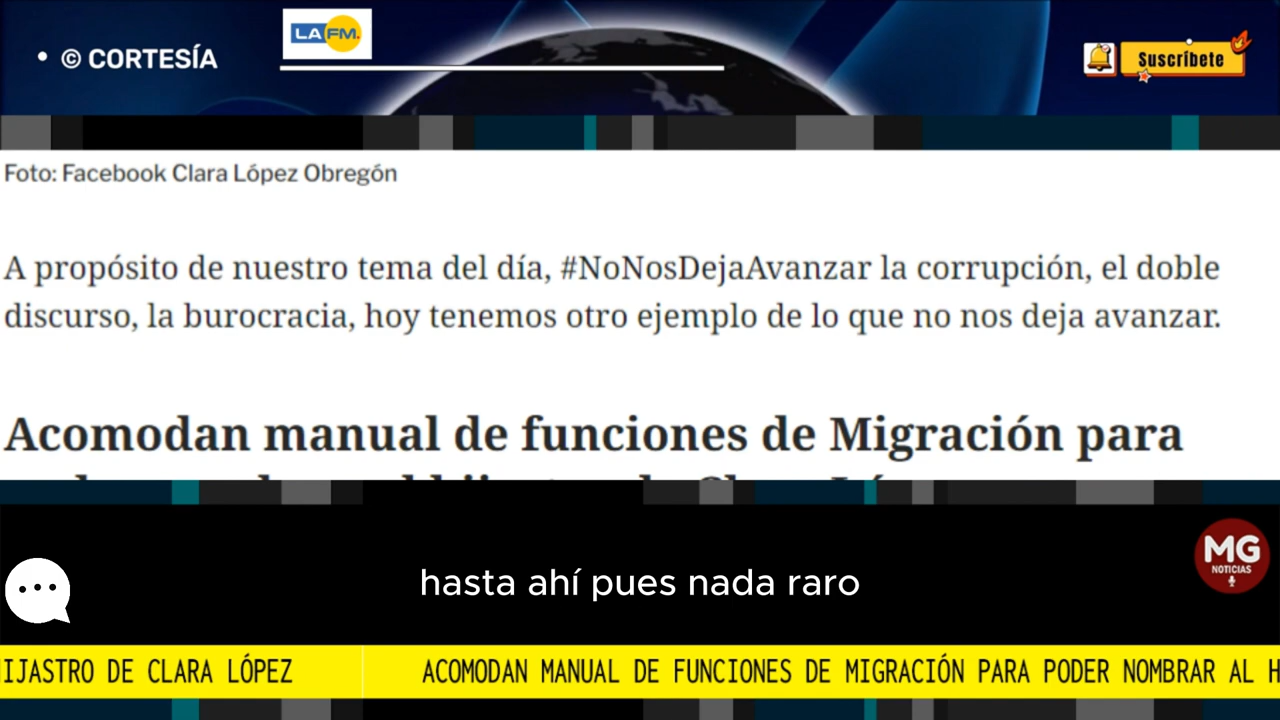 • © CORTESÍA
LA FM.
Suscríbete
Foto: Facebook Clara López Obregón
A propósito de nuestro tema del día, #NoNosDejaAvanzar la corrupción, el doble
discurso, la burocracia, hoy tenemos otro ejemplo de lo que no nos deja avanzar.
Acomodan manual de funciones de Migración para
hasta ahí pues nada raro
MG
NOTICIAS
IJASTRO DE CLARA LÓPEZ
ACOMODAN MANUAL DE FUNCIONES DE MIGRACIÓN PARA PODER NOMBRAR AL H